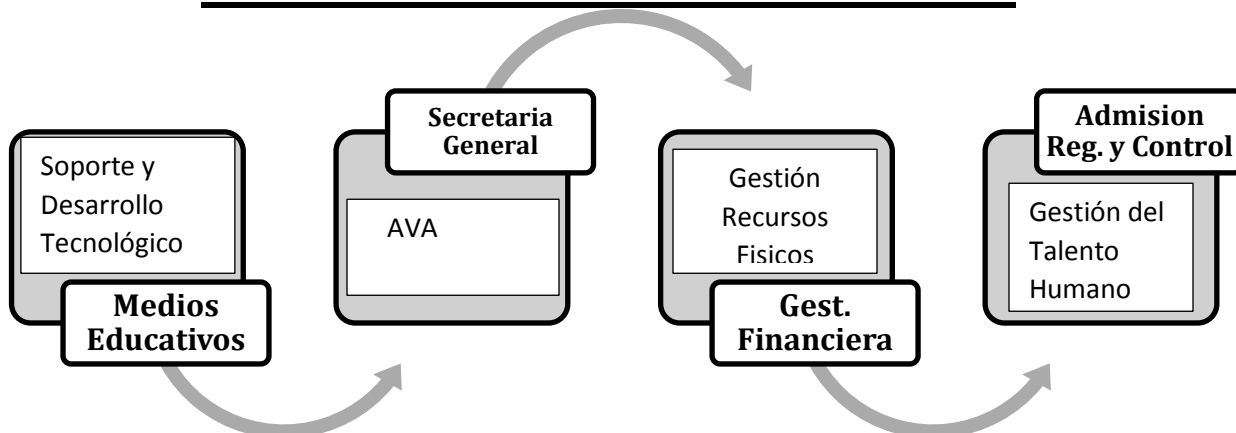 Soporte y
Desarrollo
Tecnológico
Medios
Educativos
Secretaria
General
AVA
Gestión
Recursos
Fisicos
Gest.
Financiera
Admision
Reg. y Control
Gestión del
Talento
Humano